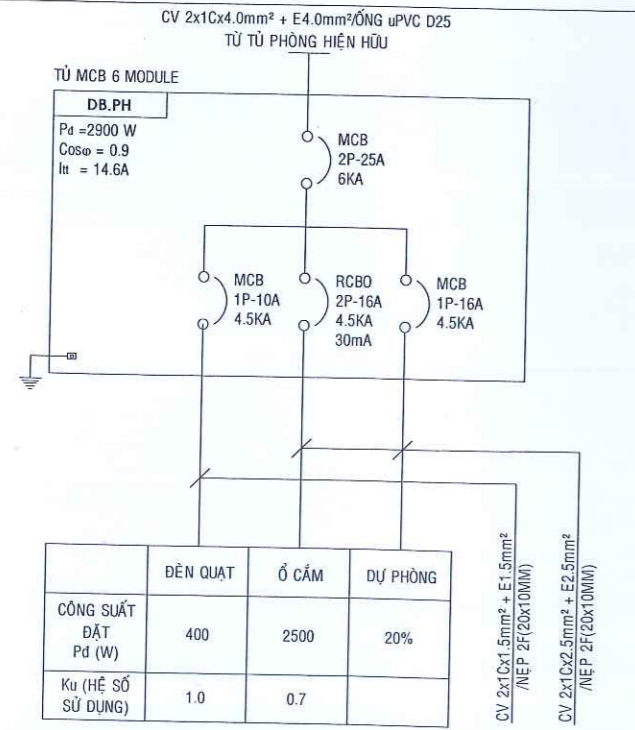 CV 2x1Cx4.0mm² + E4.0mm²/ỐNG uPVC D25
TỪ TỦ PHÒNG HIỆN HỮU
TỦ MCB 6 MODULE
DB.PH
Pd =2900 W
Cosφ = 0.9
Itt = 14.6A
MCB
2P-25A
6KA
MCB
1P-10A
4.5KA
RCBO
2P-16A
4.5KA
30mA
MCB
1P-16A
4.5KA
ĐÈN QUẠT
Ổ CẮM
DỰ PHÒNG
CÔNG SUẤT
ĐẶT
Pd (W)
400
2500
20%
Ku (HỆ SỐ
SỬ DỤNG)
1.0
0.7
CV 2x1Cx1.5mm² + E1.5mm²
/NẸP 2F(20x10MM)
CV 2x1Cx2.5mm² + E2.5mm²
/NẸP 2F(20x10MM)